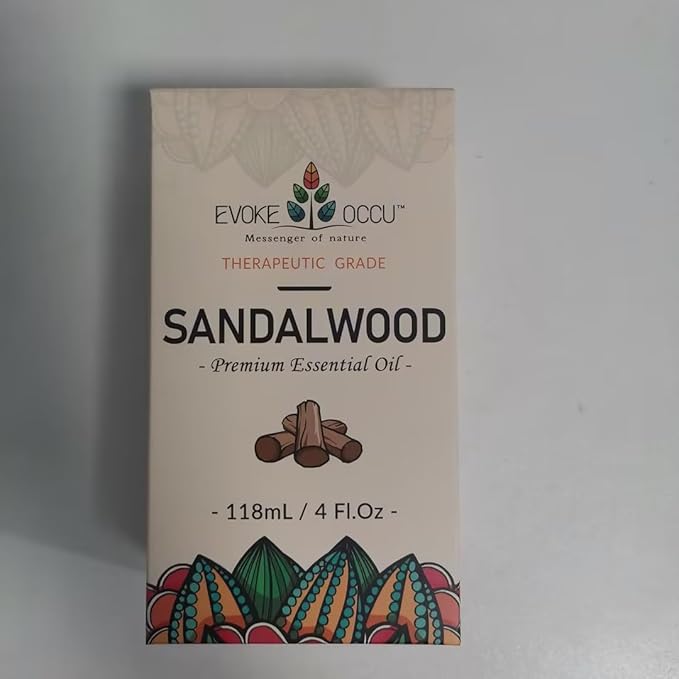 EVOKE OCCU™
Messenger of nature
THERAPEUTIC GRADE
SANDALWOOD
- Premium Essential Oil -
- 118mL / 4 Fl.Oz -